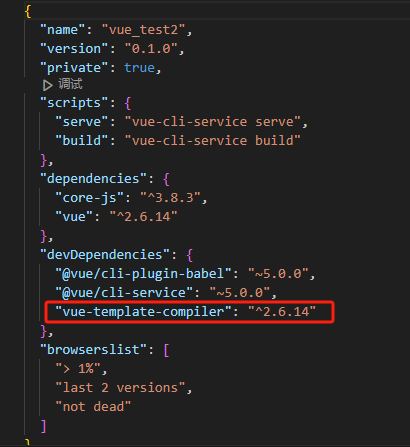 {
"name": "vue_test2",
"version": "0.1.0",
"private": true,
调试
"scripts": {
"serve": "vue-cli-service serve",
"build": "vue-cli-service build"
},
"dependencies": {
"core-js": "^3.8.3",
"vue": "^2.6.14"
},
"devDependencies": {
"@vue/cli-plugin-babel": "~5.0.0",
"@vue/cli-service": "~5.0.0",
"vue-template-compiler": "^2.6.14"
},
"browserslist": [
"> 1%",
"last 2 versions",
"not dead"
]
}